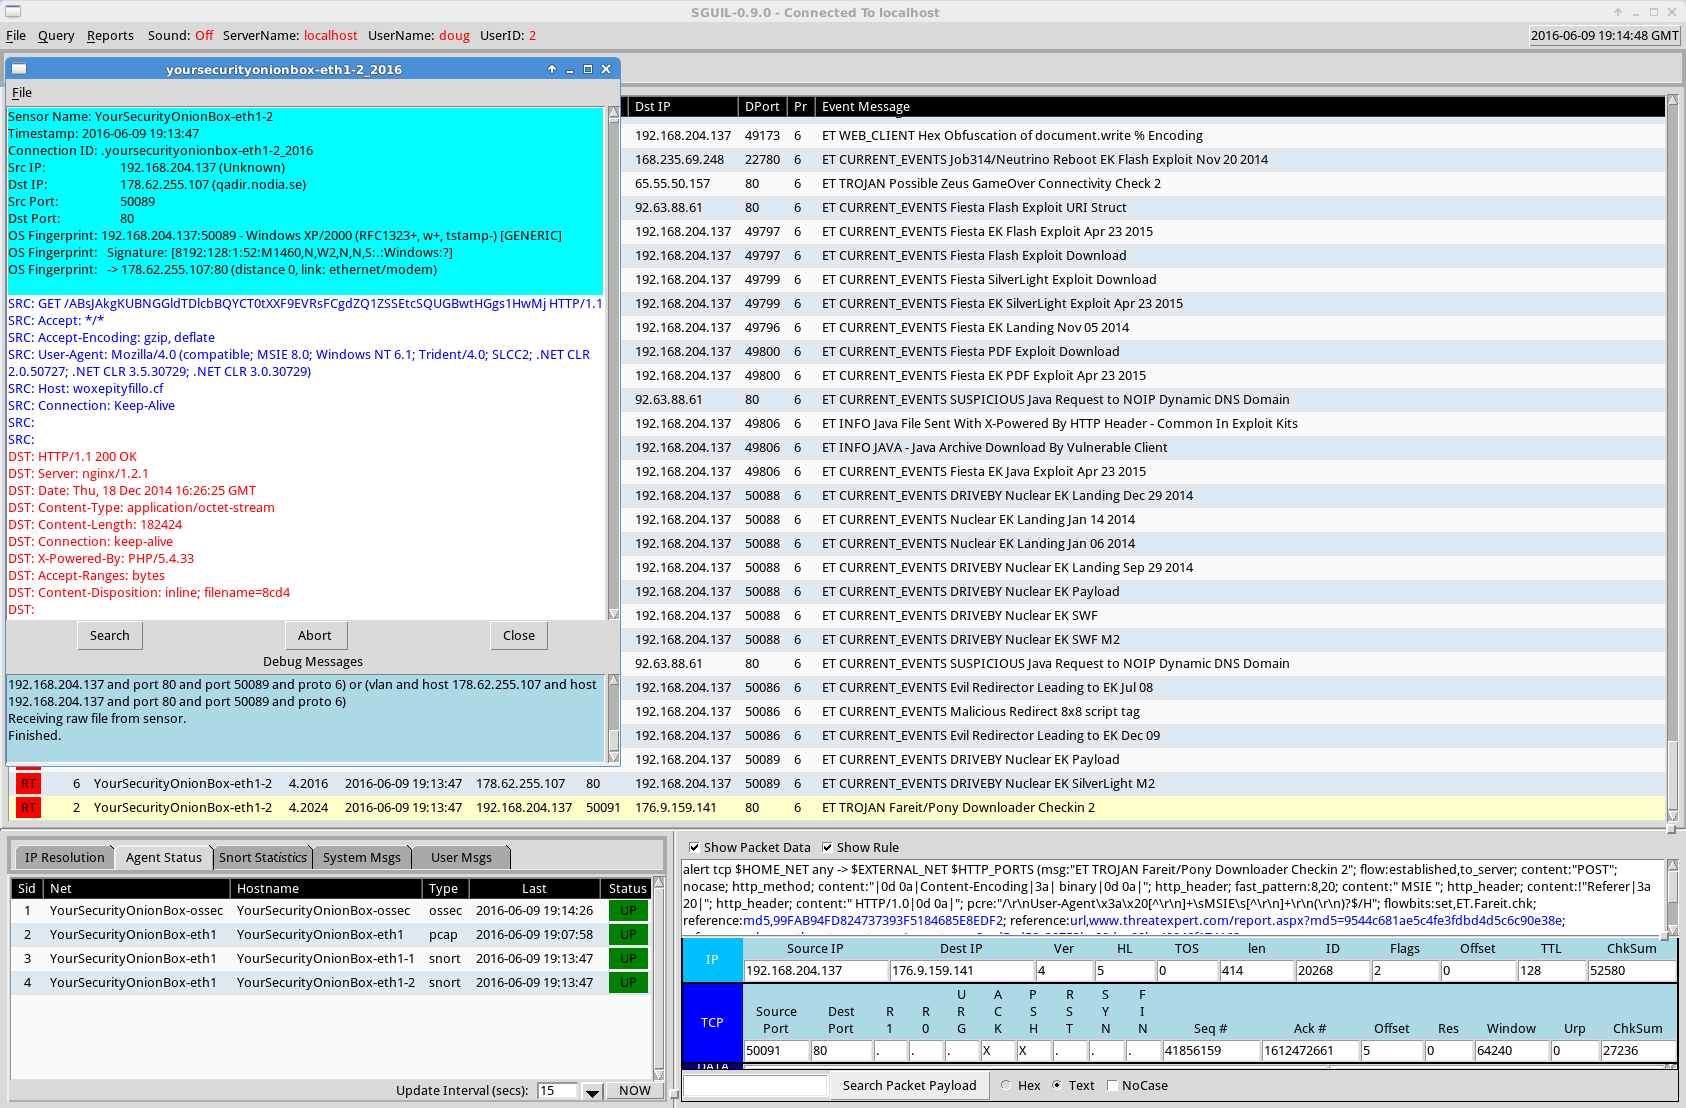 SGUIL-0.9.0 - Connected To localhost
File Query Reports Sound: Off ServerName: localhost UserName: doug UserID: 2 2016-06-09 19:14:48 GMT
yoursecurityonionbox-eth1-2_2016
File
Sensor Name: YourSecurityOnionBox-eth1-2
Timestamp: 2016-06-09 19:13:47
Connection ID: .yoursecurityonionbox-eth1-2_2016
Src IP: 192.168.204.137 (Unknown)
Dst IP: 178.62.255.107 (qadir.nodia.se)
Src Port: 50089
Dst Port: 80
OS Fingerprint: 192.168.204.137:50089 - Windows XP/2000 (RFC1323+, w+, tstamp-) [GENERIC]
OS Fingerprint: Signature: [8192:128:1:52:M1460,N,W2,N,N,S:.:Windows:?]
OS Fingerprint: -> 178.62.255.107:80 (distance 0, link: ethernet/modem)
SRC: GET /ABsJAkgKUBNGGldTDlcbBQYCT0tXXF9EVRsFCgdZQ1ZSSEtcSQUGBwtHGgs1HwMj HTTP/1.1
SRC: Accept: */*
SRC: Accept-Encoding: gzip, deflate
SRC: User-Agent: Mozilla/4.0 (compatible; MSIE 8.0; Windows NT 6.1; Trident/4.0; SLCC2; .NET CLR
2.0.50727; .NET CLR 3.5.30729; .NET CLR 3.0.30729)
SRC: Host: woxepityfillo.cf
SRC: Connection: Keep-Alive
SRC:
SRC:
DST: HTTP/1.1 200 OK
DST: Server: nginx/1.2.1
DST: Date: Thu, 18 Dec 2014 16:26:25 GMT
DST: Content-Type: application/octet-stream
DST: Content-Length: 182424
DST: Connection: keep-alive
DST: X-Powered-By: PHP/5.4.33
DST: Accept-Ranges: bytes
DST: Content-Disposition: inline; filename=8cd4
DST:
Search Abort Close
Debug Messages
192.168.204.137 and port 80 and port 50089 and proto 6) or (vlan and host 178.62.255.107 and host
192.168.204.137 and port 80 and port 50089 and proto 6)
Receiving raw file from sensor.
Finished.
Dst IP DPort Pr Event Message
192.168.204.137 49173 6 ET WEB_CLIENT Hex Obfuscation of document.write % Encoding
168.235.69.248 22780 6 ET CURRENT_EVENTS Job314/Neutrino Reboot EK Flash Exploit Nov 20 2014
65.55.50.157 80 6 ET TROJAN Possible Zeus GameOver Connectivity Check 2
92.63.88.61 80 6 ET CURRENT_EVENTS Fiesta Flash Exploit URI Struct
192.168.204.137 49797 6 ET CURRENT_EVENTS Fiesta EK Flash Exploit Apr 23 2015
192.168.204.137 49797 6 ET CURRENT_EVENTS Fiesta Flash Exploit Download
192.168.204.137 49799 6 ET CURRENT_EVENTS Fiesta SilverLight Exploit Download
192.168.204.137 49799 6 ET CURRENT_EVENTS Fiesta EK SilverLight Exploit Apr 23 2015
192.168.204.137 49796 6 ET CURRENT_EVENTS Fiesta EK Landing Nov 05 2014
192.168.204.137 49800 6 ET CURRENT_EVENTS Fiesta PDF Exploit Download
192.168.204.137 49800 6 ET CURRENT_EVENTS Fiesta EK PDF Exploit Apr 23 2015
92.63.88.61 80 6 ET CURRENT_EVENTS SUSPICIOUS Java Request to NOIP Dynamic DNS Domain
192.168.204.137 49806 6 ET INFO Java File Sent With X-Powered By HTTP Header - Common In Exploit Kits
192.168.204.137 49806 6 ET INFO JAVA - Java Archive Download By Vulnerable Client
192.168.204.137 49806 6 ET CURRENT_EVENTS Fiesta EK Java Exploit Apr 23 2015
192.168.204.137 50088 6 ET CURRENT_EVENTS DRIVEBY Nuclear EK Landing Dec 29 2014
192.168.204.137 50088 6 ET CURRENT_EVENTS Nuclear EK Landing Jan 14 2014
192.168.204.137 50088 6 ET CURRENT_EVENTS Nuclear EK Landing Jan 06 2014
192.168.204.137 50088 6 ET CURRENT_EVENTS DRIVEBY Nuclear EK Landing Sep 29 2014
192.168.204.137 50088 6 ET CURRENT_EVENTS DRIVEBY Nuclear EK Payload
192.168.204.137 50088 6 ET CURRENT_EVENTS DRIVEBY Nuclear EK SWF
192.168.204.137 50088 6 ET CURRENT_EVENTS DRIVEBY Nuclear EK SWF M2
92.63.88.61 80 6 ET CURRENT_EVENTS SUSPICIOUS Java Request to NOIP Dynamic DNS Domain
192.168.204.137 50086 6 ET CURRENT_EVENTS Evil Redirector Leading to EK Jul 08
192.168.204.137 50086 6 ET CURRENT_EVENTS Malicious Redirect 8x8 script tag
192.168.204.137 50086 6 ET CURRENT_EVENTS Evil Redirector Leading to EK Dec 09
192.168.204.137 50089 6 ET CURRENT_EVENTS DRIVEBY Nuclear EK Payload
RT 6 YourSecurityOnionBox-eth1-2 4.2016 2016-06-09 19:13:47 178.62.255.107 80 192.168.204.137 50089 6 ET CURRENT_EVENTS DRIVEBY Nuclear EK SilverLight M2
RT 2 YourSecurityOnionBox-eth1-2 4.2024 2016-06-09 19:13:47 192.168.204.137 50091 176.9.159.141 80 6 ET TROJAN Fareit/Pony Downloader Checkin 2
IP Resolution Agent Status Snort Statistics System Msgs User Msgs
Sid Net Hostname Type Last Status
1 YourSecurityOnionBox-ossec YourSecurityOnionBox-ossec ossec 2016-06-09 19:14:26 UP
2 YourSecurityOnionBox-eth1 YourSecurityOnionBox-eth1 pcap 2016-06-09 19:07:58 UP
3 YourSecurityOnionBox-eth1 YourSecurityOnionBox-eth1-1 snort 2016-06-09 19:13:47 UP
4 YourSecurityOnionBox-eth1 YourSecurityOnionBox-eth1-2 snort 2016-06-09 19:13:47 UP
Update Interval (secs): 15 NOW
Show Packet Data Show Rule
alert tcp $HOME_NET any -> $EXTERNAL_NET $HTTP_PORTS (msg:"ET TROJAN Fareit/Pony Downloader Checkin 2"; flow:established,to_server; content:"POST";
nocase; http_method; content:"|0d 0a|Content-Encoding|3a| binary|0d 0a|"; http_header; fast_pattern:8,20; content:" MSIE "; http_header; content:!"Referer|3a
20|"; http_header; content:" HTTP/1.0|0d 0a|"; pcre:"/\r\nUser-Agent\x3a\x20[^\r\n]+\sMSIE\s[^\r\n]+\r\n(\r\n)?$/H"; flowbits:set,ET.Fareit.chk;
reference:md5,99FAB94FD824737393F5184685E8EDF2; reference:url,www.threatexpert.com/report.aspx?md5=9544c681ae5c4fe3fdbd4d5c6c90e38e;
IP Source IP Dest IP Ver HL TOS len ID Flags Offset TTL ChkSum
192.168.204.137 176.9.159.141 4 5 0 414 20268 2 0 128 52580
TCP Source Port Dest Port R1 R0 URG ACK PSH RST SYN FIN Seq # Ack # Offset Res Window Urp ChkSum
50091 80 . . . X X . . . 41856159 1612472661 5 0 64240 0 27236
DATA
Search Packet Payload Hex Text NoCase